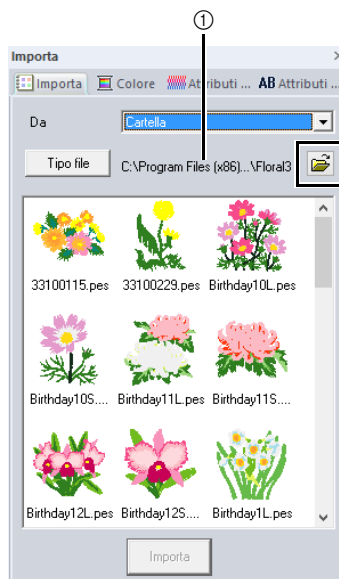 ①
Importa
Importa Colore Attributi ... AB Attributi ...
Da Cartella
Tipo file C:\Program Files (x86)...\Floral3
33100115.pes 33100229.pes Birthday10L.pes
Birthday10S.... Birthday11L.pes Birthday11S....
Birthday12L.pes Birthday12S.... Birthday1L.pes
Importa